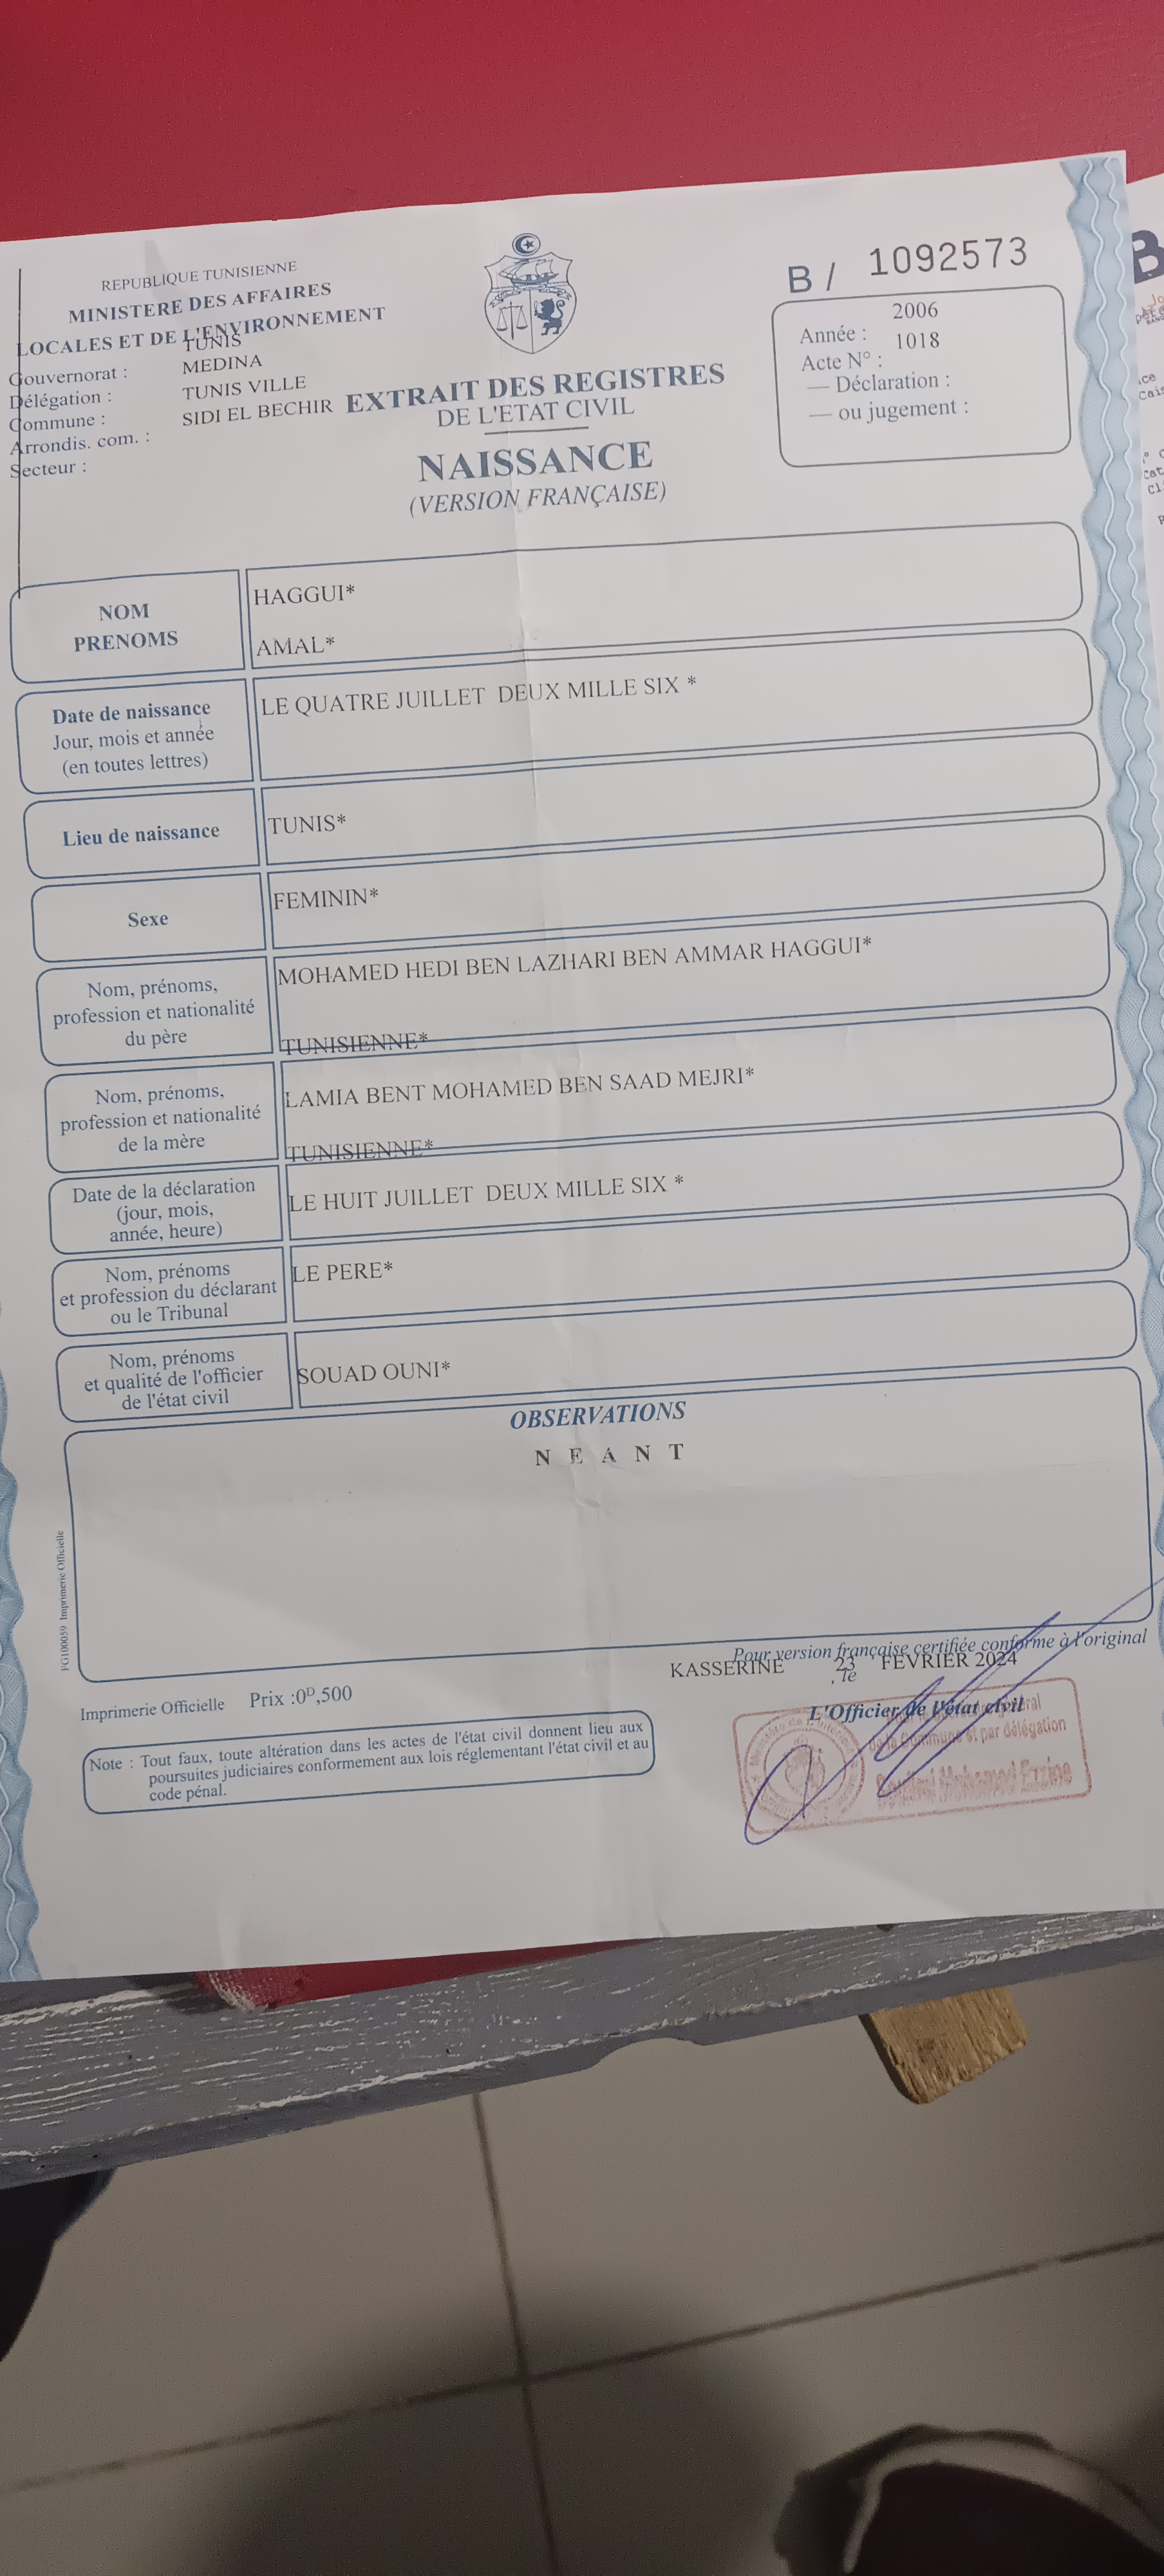 REPUBLIQUE TUNISIENNE
MINISTERE DES AFFAIRES
LOCALES ET DE L'ENVIRONNEMENT
Gouvernorat : TUNIS
Délégation : MEDINA
Commune : TUNIS VILLE
Arrondis. com. : SIDI EL BECHIR
Secteur :
EXTRAIT DES REGISTRES
DE L'ETAT CIVIL
NAISSANCE
(VERSION FRANÇAISE)
B / 1092573
Année : 2006
Acte N° : 1018
— Déclaration :
— ou jugement :
NOM
PRENOMS
HAGGUI*
AMAL*
Date de naissance
Jour, mois et année
(en toutes lettres)
LE QUATRE JUILLET DEUX MILLE SIX *
Lieu de naissance
TUNIS*
Sexe
FEMININ*
Nom, prénoms,
profession et nationalité
du père
MOHAMED HEDI BEN LAZHARI BEN AMMAR HAGGUI*
TUNISIENNE*
Nom, prénoms,
profession et nationalité
de la mère
LAMIA BENT MOHAMED BEN SAAD MEJRI*
TUNISIENNE*
Date de la déclaration
(jour, mois,
année, heure)
LE HUIT JUILLET DEUX MILLE SIX *
Nom, prénoms
et profession du déclarant
ou le Tribunal
LE PERE*
Nom, prénoms
et qualité de l'officier
de l'état civil
SOUAD OUNI*
OBSERVATIONS
N E A N T
FG100059 Imprimerie Officielle
Pour version française certifiée conforme à l'original
KASSERINE , le 23 FEVRIER 2024
L'Officier de l'état civil
de la Commune et par délégation
Mohamed
Imprimerie Officielle Prix :0ᴰ,500
Note : Tout faux, toute altération dans les actes de l'état civil donnent lieu aux
poursuites judiciaires conformement aux lois réglementant l'état civil et au
code pénal.
B